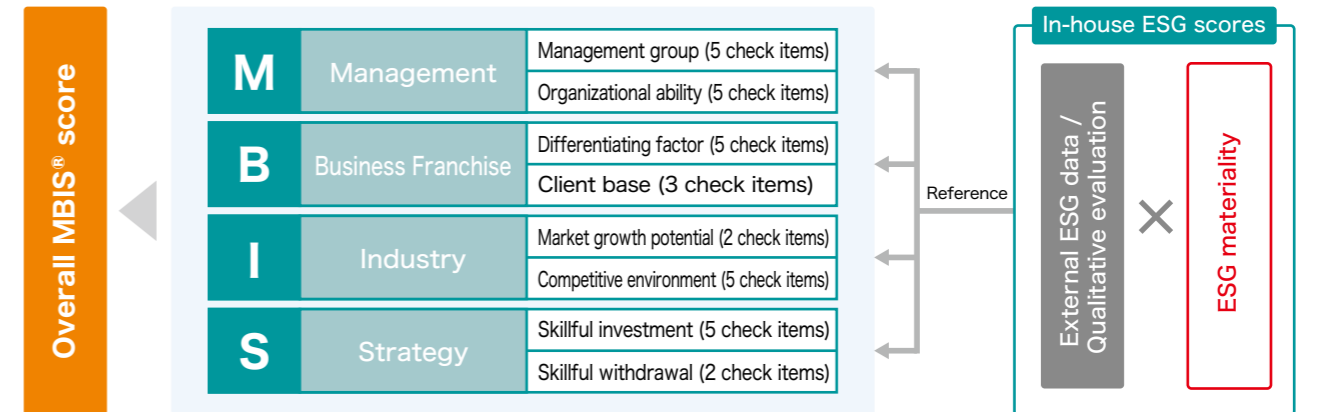 Overall MBIS® score
M
Management
Management group (5 check items)
Organizational ability (5 check items)
B
Business Franchise
Differentiating factor (5 check items)
Client base (3 check items)
I
Industry
Market growth potential (2 check items)
Competitive environment (5 check items)
S
Strategy
Skillful investment (5 check items)
Skillful withdrawal (2 check items)
Reference
In-house ESG scores
External ESG data /
Qualitative evaluation
×
ESG materiality